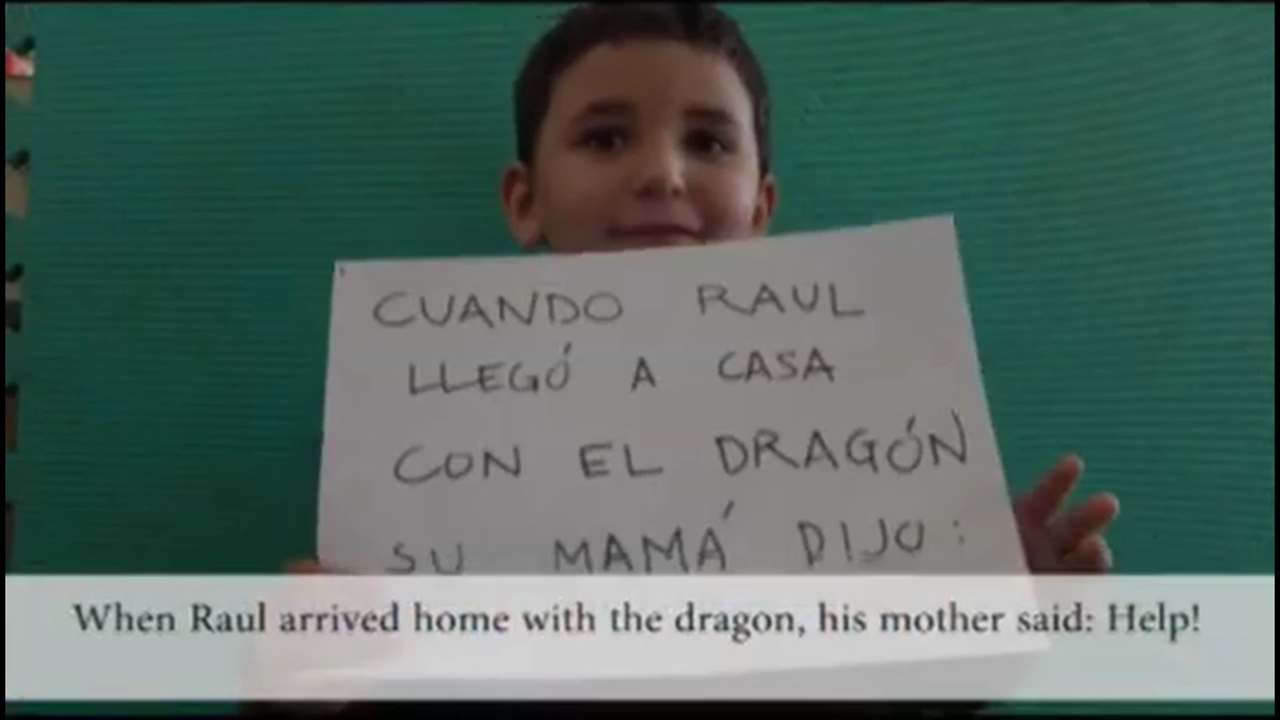 CUANDO RAUL
LLEGÓ A CASA
CON EL DRAGÓN
SU MAMÁ DIJO:
When Raul arrived home with the dragon, his mother said: Help!